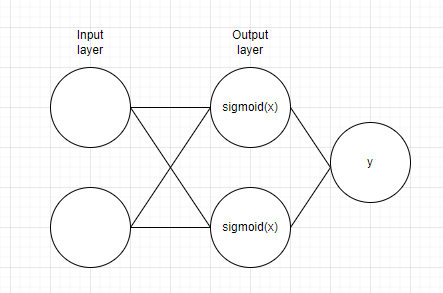 Input
layer
Output
layer
sigmoid(x)
y
sigmoid(x)